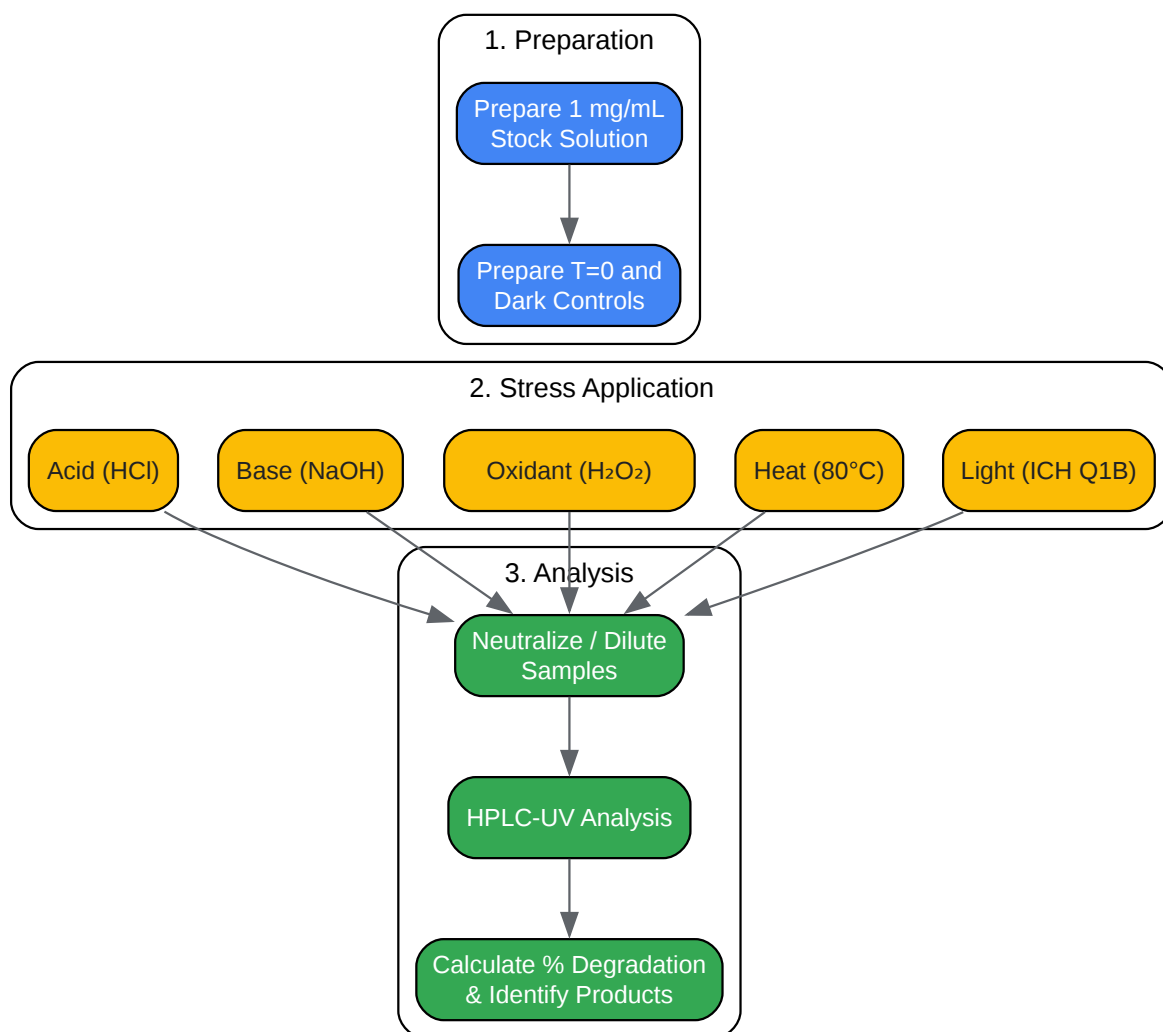 1. Preparation
Prepare 1 mg/mL
Stock Solution
Prepare T=0 and
Dark Controls
2. Stress Application
Acid (HCl)
Base (NaOH)
Oxidant (H₂O₂)
Heat (80°C)
Light (ICH Q1B)
3. Analysis
Neutralize / Dilute
Samples
HPLC-UV Analysis
Calculate % Degradation
& Identify Products